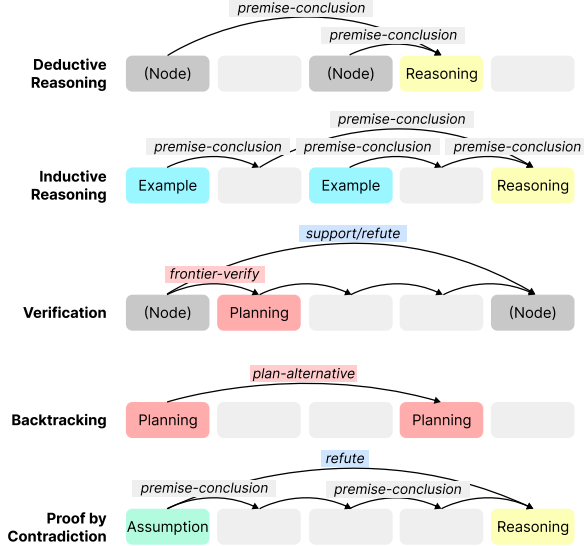 premise-conclusion
premise-conclusion
Deductive
Reasoning
(Node)
(Node)
Reasoning
premise-conclusion
premise-conclusion
premise-conclusion
premise-conclusion
Inductive
Reasoning
Example
Example
Reasoning
support/refute
frontier-verify
Verification
(Node)
Planning
(Node)
plan-alternative
Backtracking
Planning
Planning
refute
premise-conclusion
premise-conclusion
Proof by
Contradiction
Assumption
Reasoning